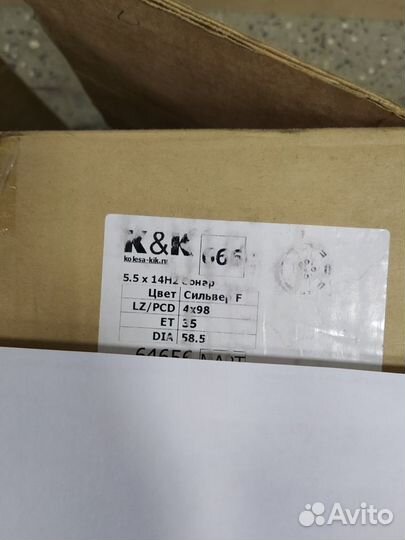 K&K
kolesa-kik.ru
5.5 x 14H2 Сонар
Цвет Сильвер F
LZ/PCD 4x98
ET 35
DIA 58.5
Avito